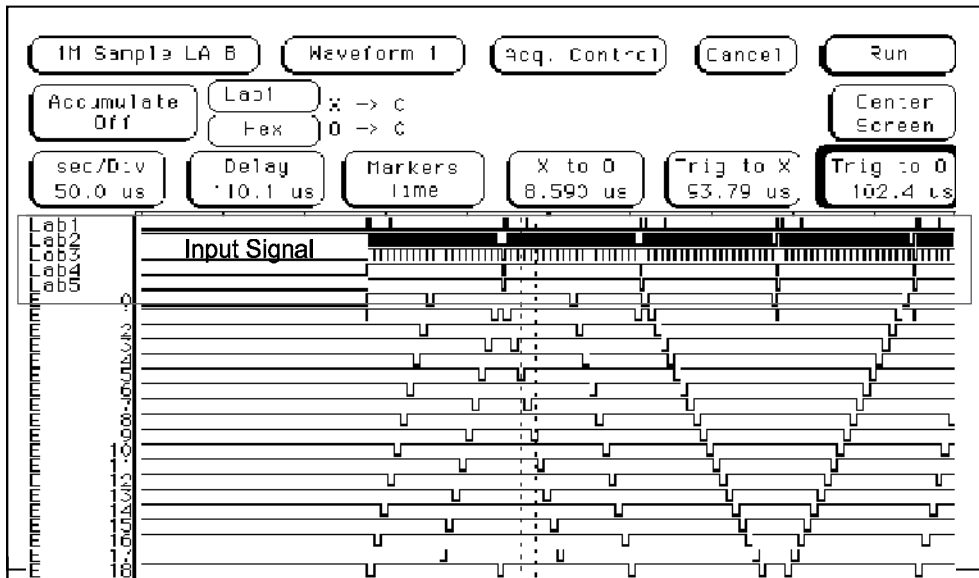 1M Sample LA B Waveform 1 Acq. Control Cancel Run
Accumulate Off Lab1 X -> C Center Screen
Hex O -> C
sec/Div Delay Markers X to O Trig to X Trig to O
50.0 us 110.1 us Time 8.590 us 93.79 us 102.4 us
Lab1
Lab2
Input Signal
Lab3
Lab4
Lab5
E 0
E
E 2
E 3
E 4
E 5
E 6
E
E 8
E 9
E 10
E 11
E 12
E 13
E 14
E 15
E 16
E 17
E 18